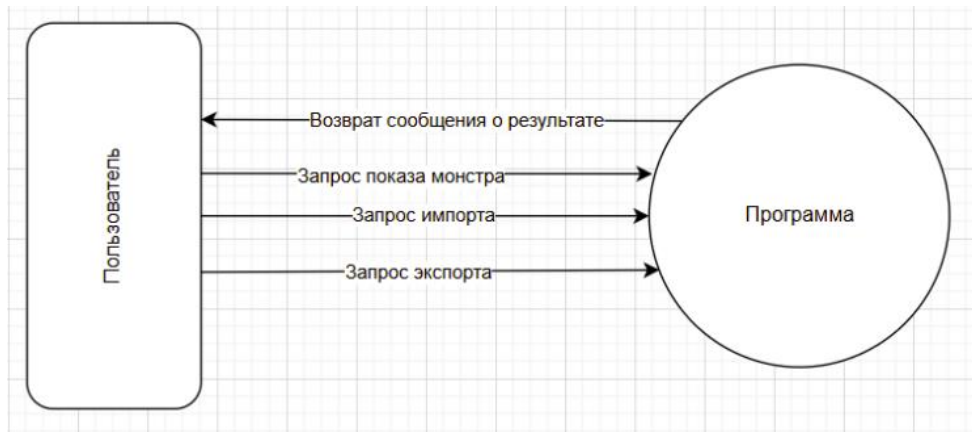 Пользователь
Возврат сообщения о результате
Запрос показа монстра
Запрос импорта
Запрос экспорта
Программа